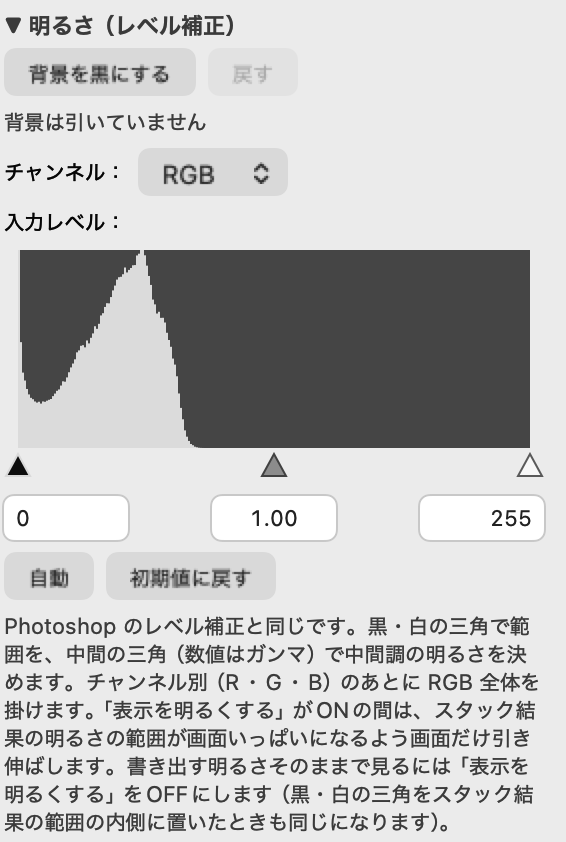 ▼ 明るさ（レベル補正）
背景を黒にする 戻す
背景は引いていません
チャンネル： RGB
入力レベル：
0 1.00 255
自動 初期値に戻す
Photoshop のレベル補正と同じです。黒・白の三角で範
囲を、中間の三角（数値はガンマ）で中間調の明るさを決
めます。チャンネル別（R・G・B）のあとに RGB 全体を
掛けます。「表示を明るくする」がONの間は、スタック結
果の明るさの範囲が画面いっぱいになるよう画面だけ引き
伸ばします。書き出す明るさそのままで見るには「表示を
明るくする」をOFFにします（黒・白の三角をスタック結
果の範囲の内側に置いたときも同じになります）。